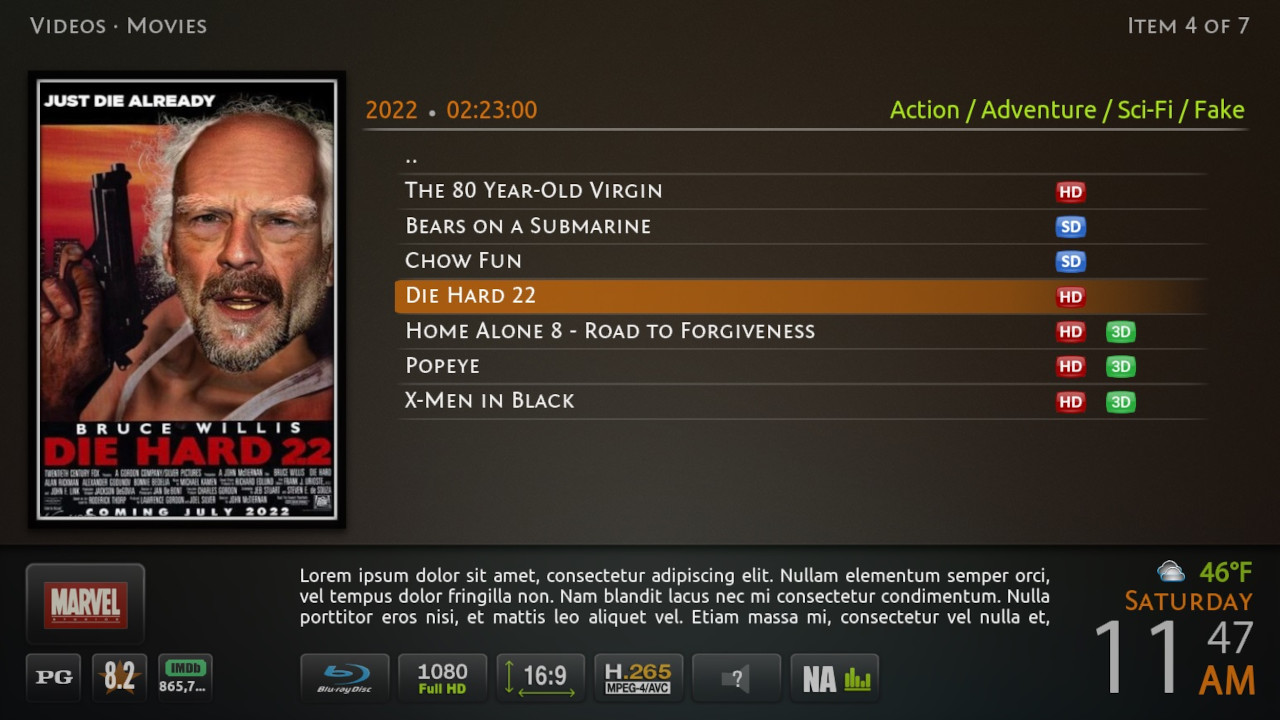 VIDEOS · MOVIES
ITEM 4 OF 7
JUST DIE ALREADY
BRUCE WILLIS
DIE HARD 22
COMING JULY 2022
2022 • 02:23:00
Action / Adventure / Sci-Fi / Fake
..
THE 80 YEAR-OLD VIRGIN HD
BEARS ON A SUBMARINE SD
CHOW FUN SD
DIE HARD 22 HD
HOME ALONE 8 - ROAD TO FORGIVENESS HD 3D
POPEYE HD 3D
X-MEN IN BLACK HD 3D
MARVEL
STUDIOS
Lorem ipsum dolor sit amet, consectetur adipiscing elit. Nullam elementum semper orci,
vel tempus dolor fringilla non. Nam blandit lacus nec mi consectetur condimentum. Nulla
porttitor eros nisi, et mattis leo aliquet vel. Etiam massa mi, consectetur vel nulla et,
46°F
SATURDAY
11 47
AM
PG
8.2
IMDb
865,7...
Blu-ray Disc
1080
Full HD
16:9
H.265
MPEG-4/AVC
?
NA